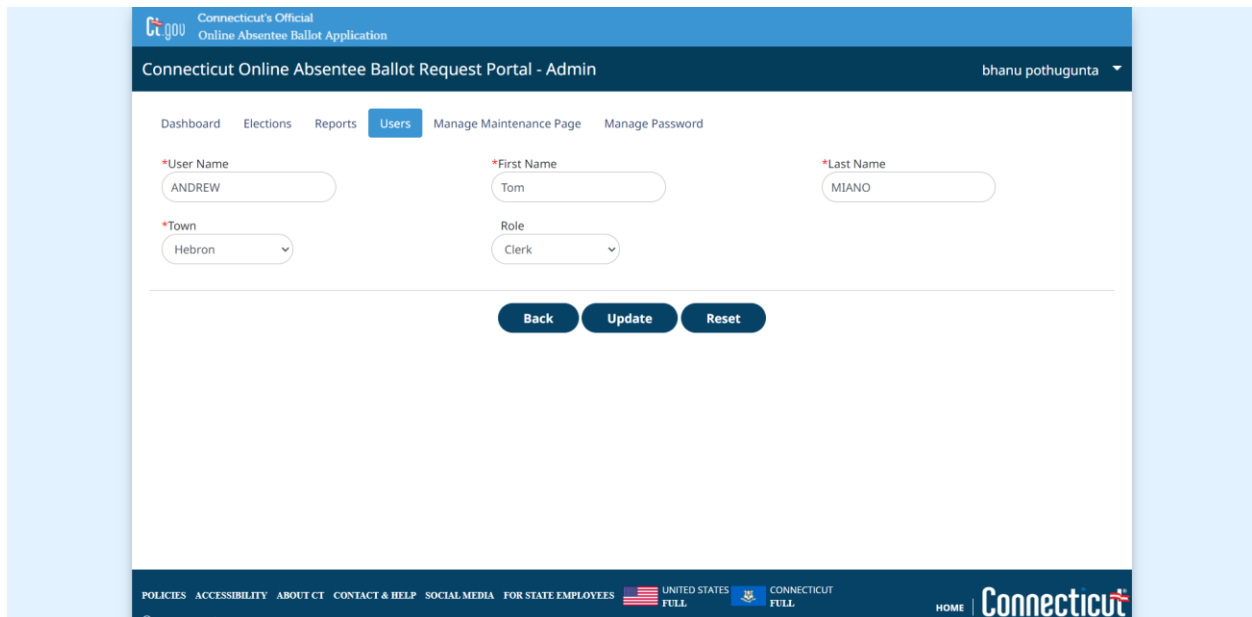 Ct.gov
Connecticut's Official
Online Absentee Ballot Application
Connecticut Online Absentee Ballot Request Portal - Admin
bhanu pothugunta
Dashboard Elections Reports Users Manage Maintenance Page Manage Password
*User Name *First Name *Last Name
ANDREW Tom MIANO
*Town Role
Hebron Clerk
Back Update Reset
POLICIES ACCESSIBILITY ABOUT CT CONTACT & HELP SOCIAL MEDIA FOR STATE EMPLOYEES UNITED STATES CONNECTICUT
FULL FULL
HOME | Connecticut